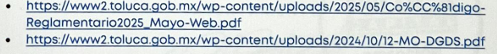 • https://www2.toluca.gob.mx/wp-content/uploads/2025/05/Co%CC%81digo-
Reglamentario2025_Mayo-Web.pdf
• https://www2.toluca.gob.mx/wp-content/uploads/2024/10/12-MO-DGDS.pdf